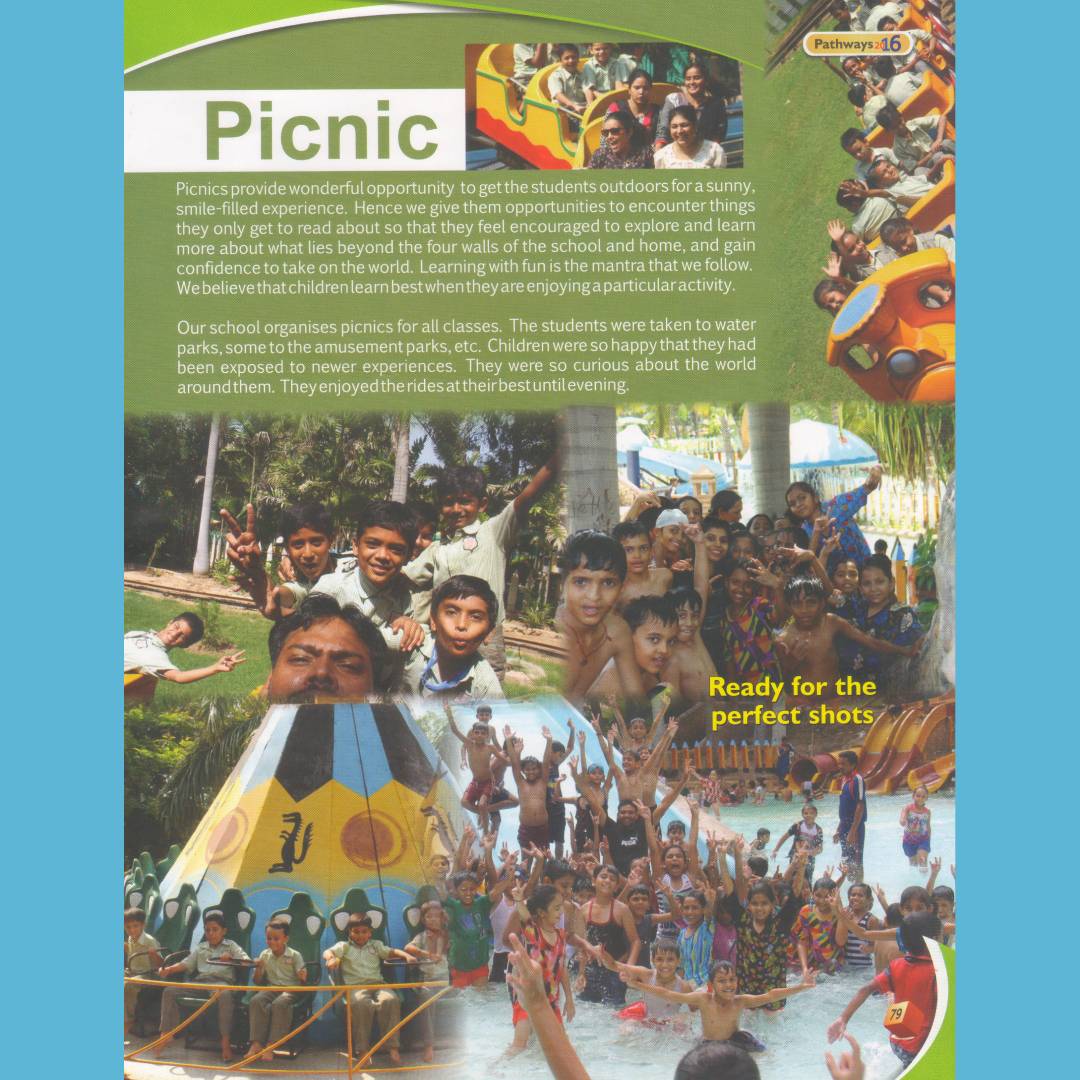 Pathways 2016
Picnic
Picnics provide wonderful opportunity to get the students outdoors for a sunny,
smile-filled experience. Hence we give them opportunities to encounter things
they only get to read about so that they feel encouraged to explore and learn
more about what lies beyond the four walls of the school and home, and gain
confidence to take on the world. Learning with fun is the mantra that we follow.
We believe that children learn best when they are enjoying a particular activity.
Our school organises picnics for all classes. The students were taken to water
parks, some to the amusement parks, etc. Children were so happy that they had
been exposed to newer experiences. They were so curious about the world
around them. They enjoyed the rides at their best until evening.
Ready for the
perfect shots
79